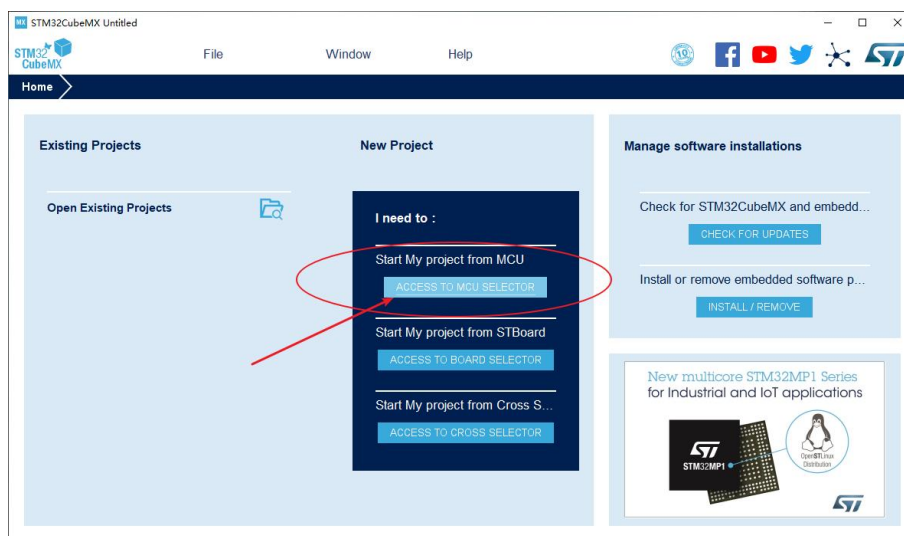 MX STM32CubeMX Untitled
STM32
CubeMX
File
Window
Help
10
Home
Existing Projects
Open Existing Projects
New Project
I need to :
Start My project from MCU
ACCESS TO MCU SELECTOR
Start My project from STBoard
ACCESS TO BOARD SELECTOR
Start My project from Cross S...
ACCESS TO CROSS SELECTOR
Manage software installations
Check for STM32CubeMX and embedd...
CHECK FOR UPDATES
Install or remove embedded software p...
INSTALL / REMOVE
New multicore STM32MP1 Series
for Industrial and IoT applications
STM32MP1
OpenSTLinux
Distribution